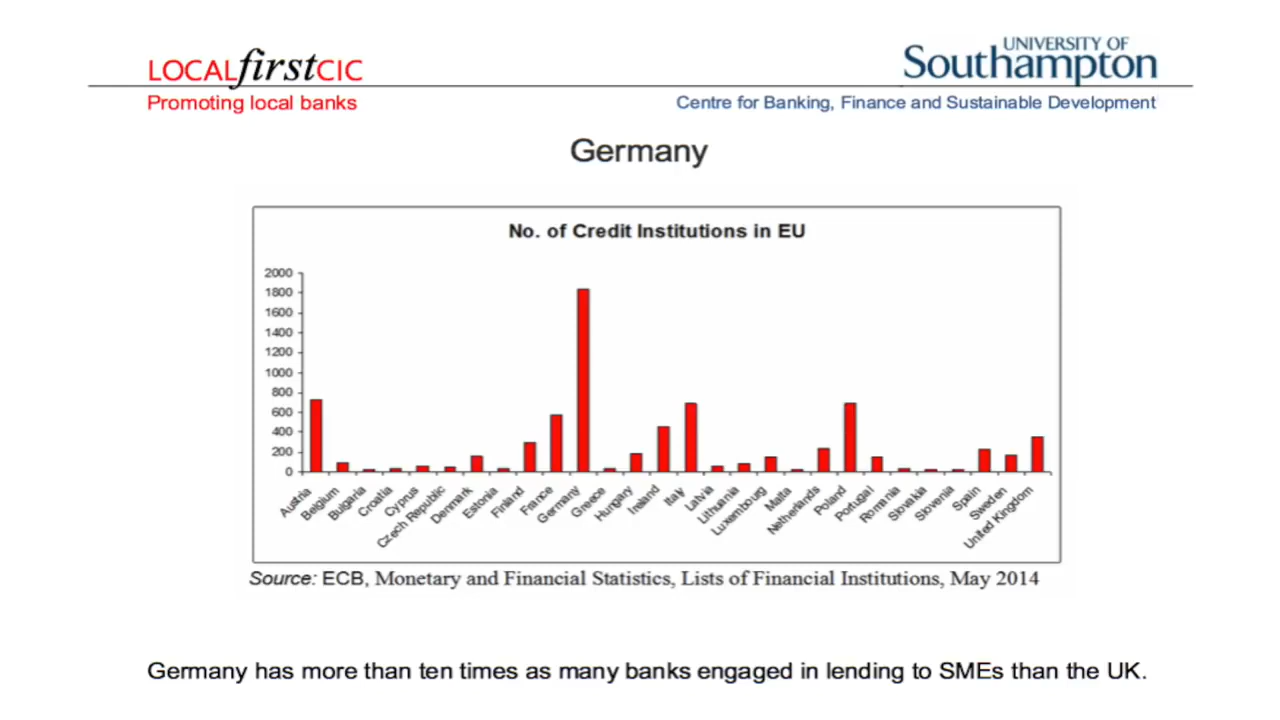 LOCALfirstCIC
UNIVERSITY OF
Southampton
Promoting local banks
Centre for Banking, Finance and Sustainable Development
Germany
No. of Credit Institutions in EU
2000
1800
1600
1400
1200
1000
800
600
400
200
0
Austria
Belgium
Bulgaria
Croatia
Cyprus
Czech Republic
Denmark
Estonia
Finland
France
Germany
Greece
Hungary
Ireland
Italy
Latvia
Lithuania
Luxembourg
Malta
Netherlands
Poland
Portugal
Romania
Slovakia
Slovenia
Spain
Sweden
United Kingdom
Source: ECB, Monetary and Financial Statistics, Lists of Financial Institutions, May 2014
Germany has more than ten times as many banks engaged in lending to SMEs than the UK.